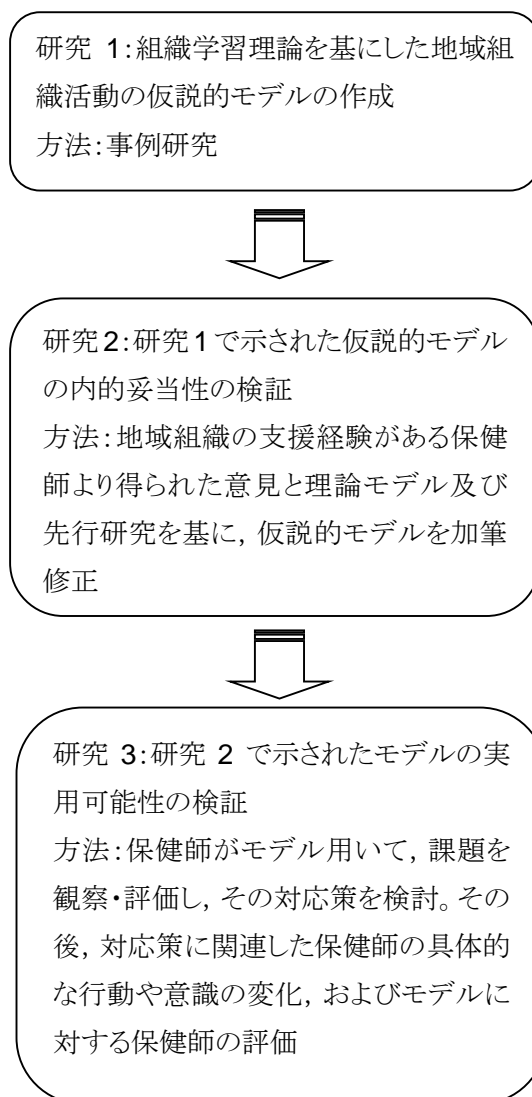 研究 1:組織学習理論を基にした地域組
織活動の仮説的モデルの作成
方法:事例研究
研究2:研究1で示された仮説的モデル
の内的妥当性の検証
方法:地域組織の支援経験がある保健
師より得られた意見と理論モデル及び
先行研究を基に,仮説的モデルを加筆
修正
研究 3:研究 2 で示されたモデルの実
用可能性の検証
方法:保健師がモデル用いて,課題を
観察・評価し,その対応策を検討。その
後,対応策に関連した保健師の具体的
な行動や意識の変化,およびモデルに
対する保健師の評価